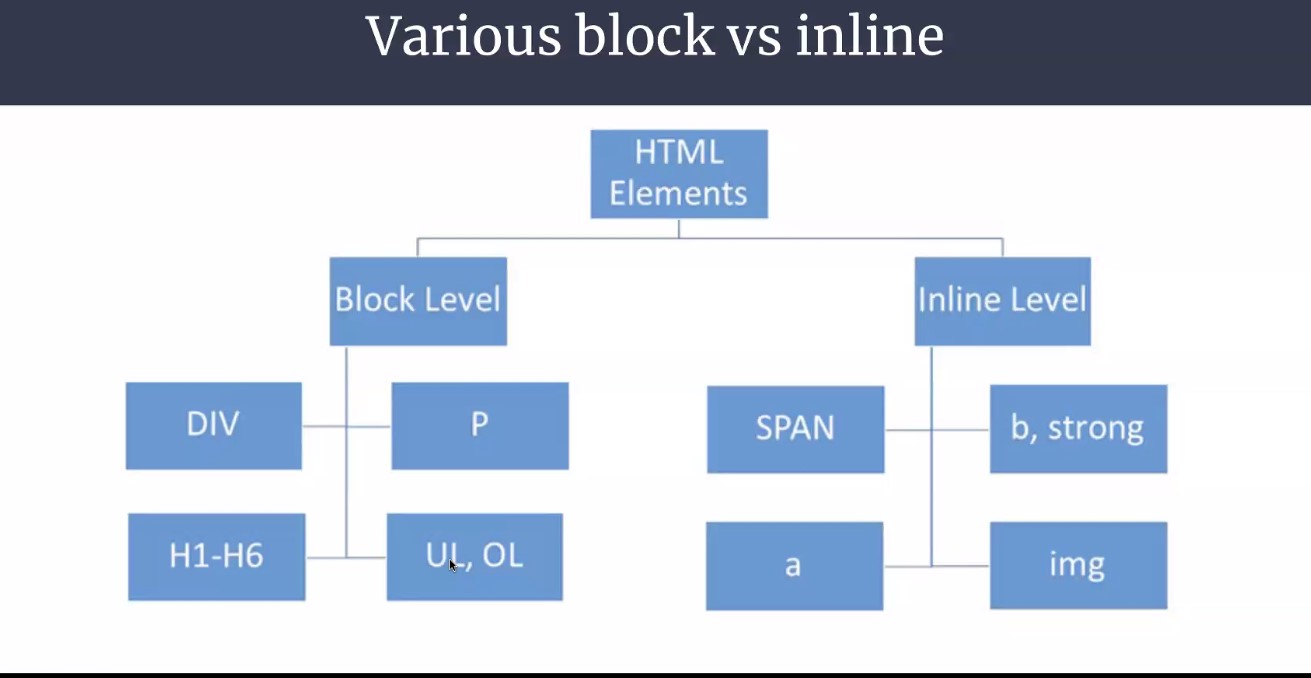 Various block vs inline
HTML
Elements
Block Level
Inline Level
DIV
P
SPAN
b, strong
H1-H6
UL, OL
a
img